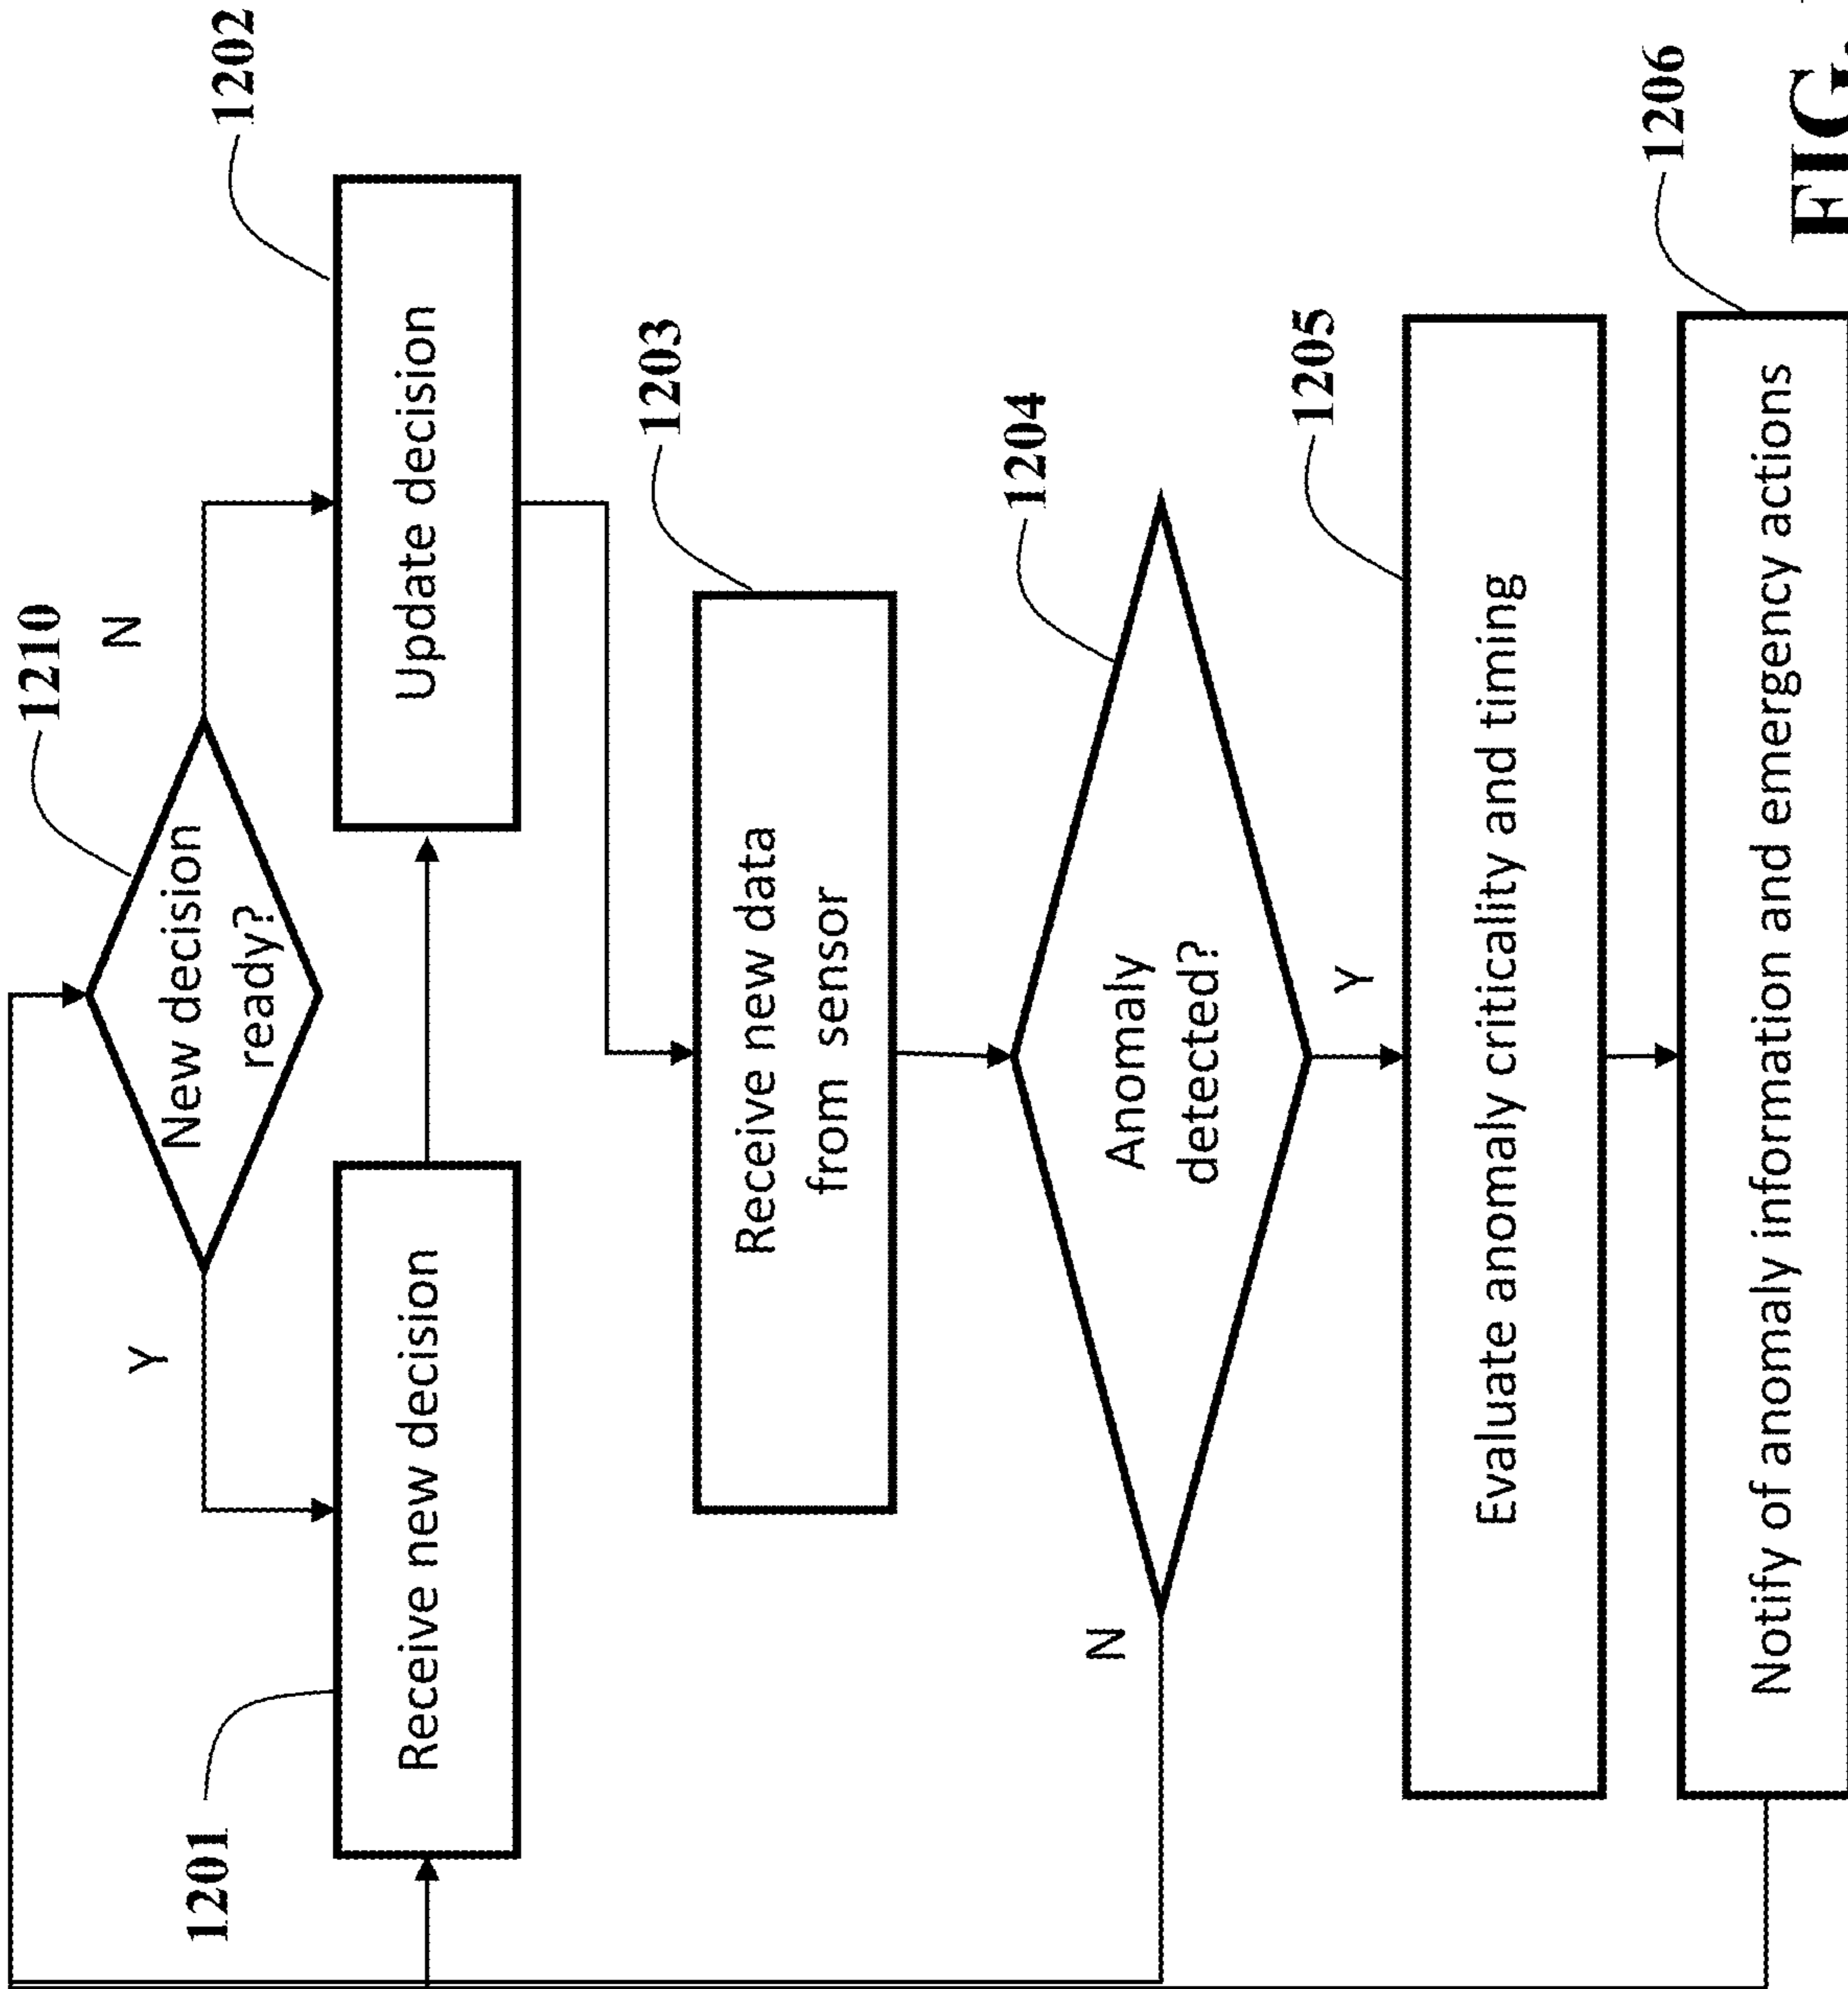 1210
New decision
ready?
Y
N
1201
Receive new decision
1202
Update decision
1203
Receive new data
from sensor
1204
Anomaly
detected?
N
Y
1205
Evaluate anomaly criticality and timing
1206
Notify of anomaly information and emergency actions
FIG.